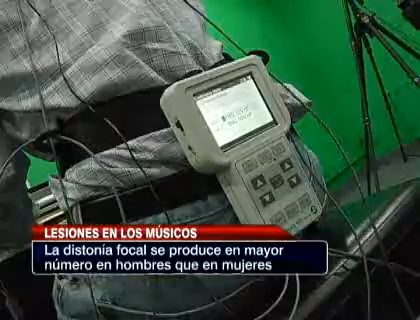 LESIONES EN LOS MÚSICOS
La distonía focal se produce en mayor
número en hombres que en mujeres